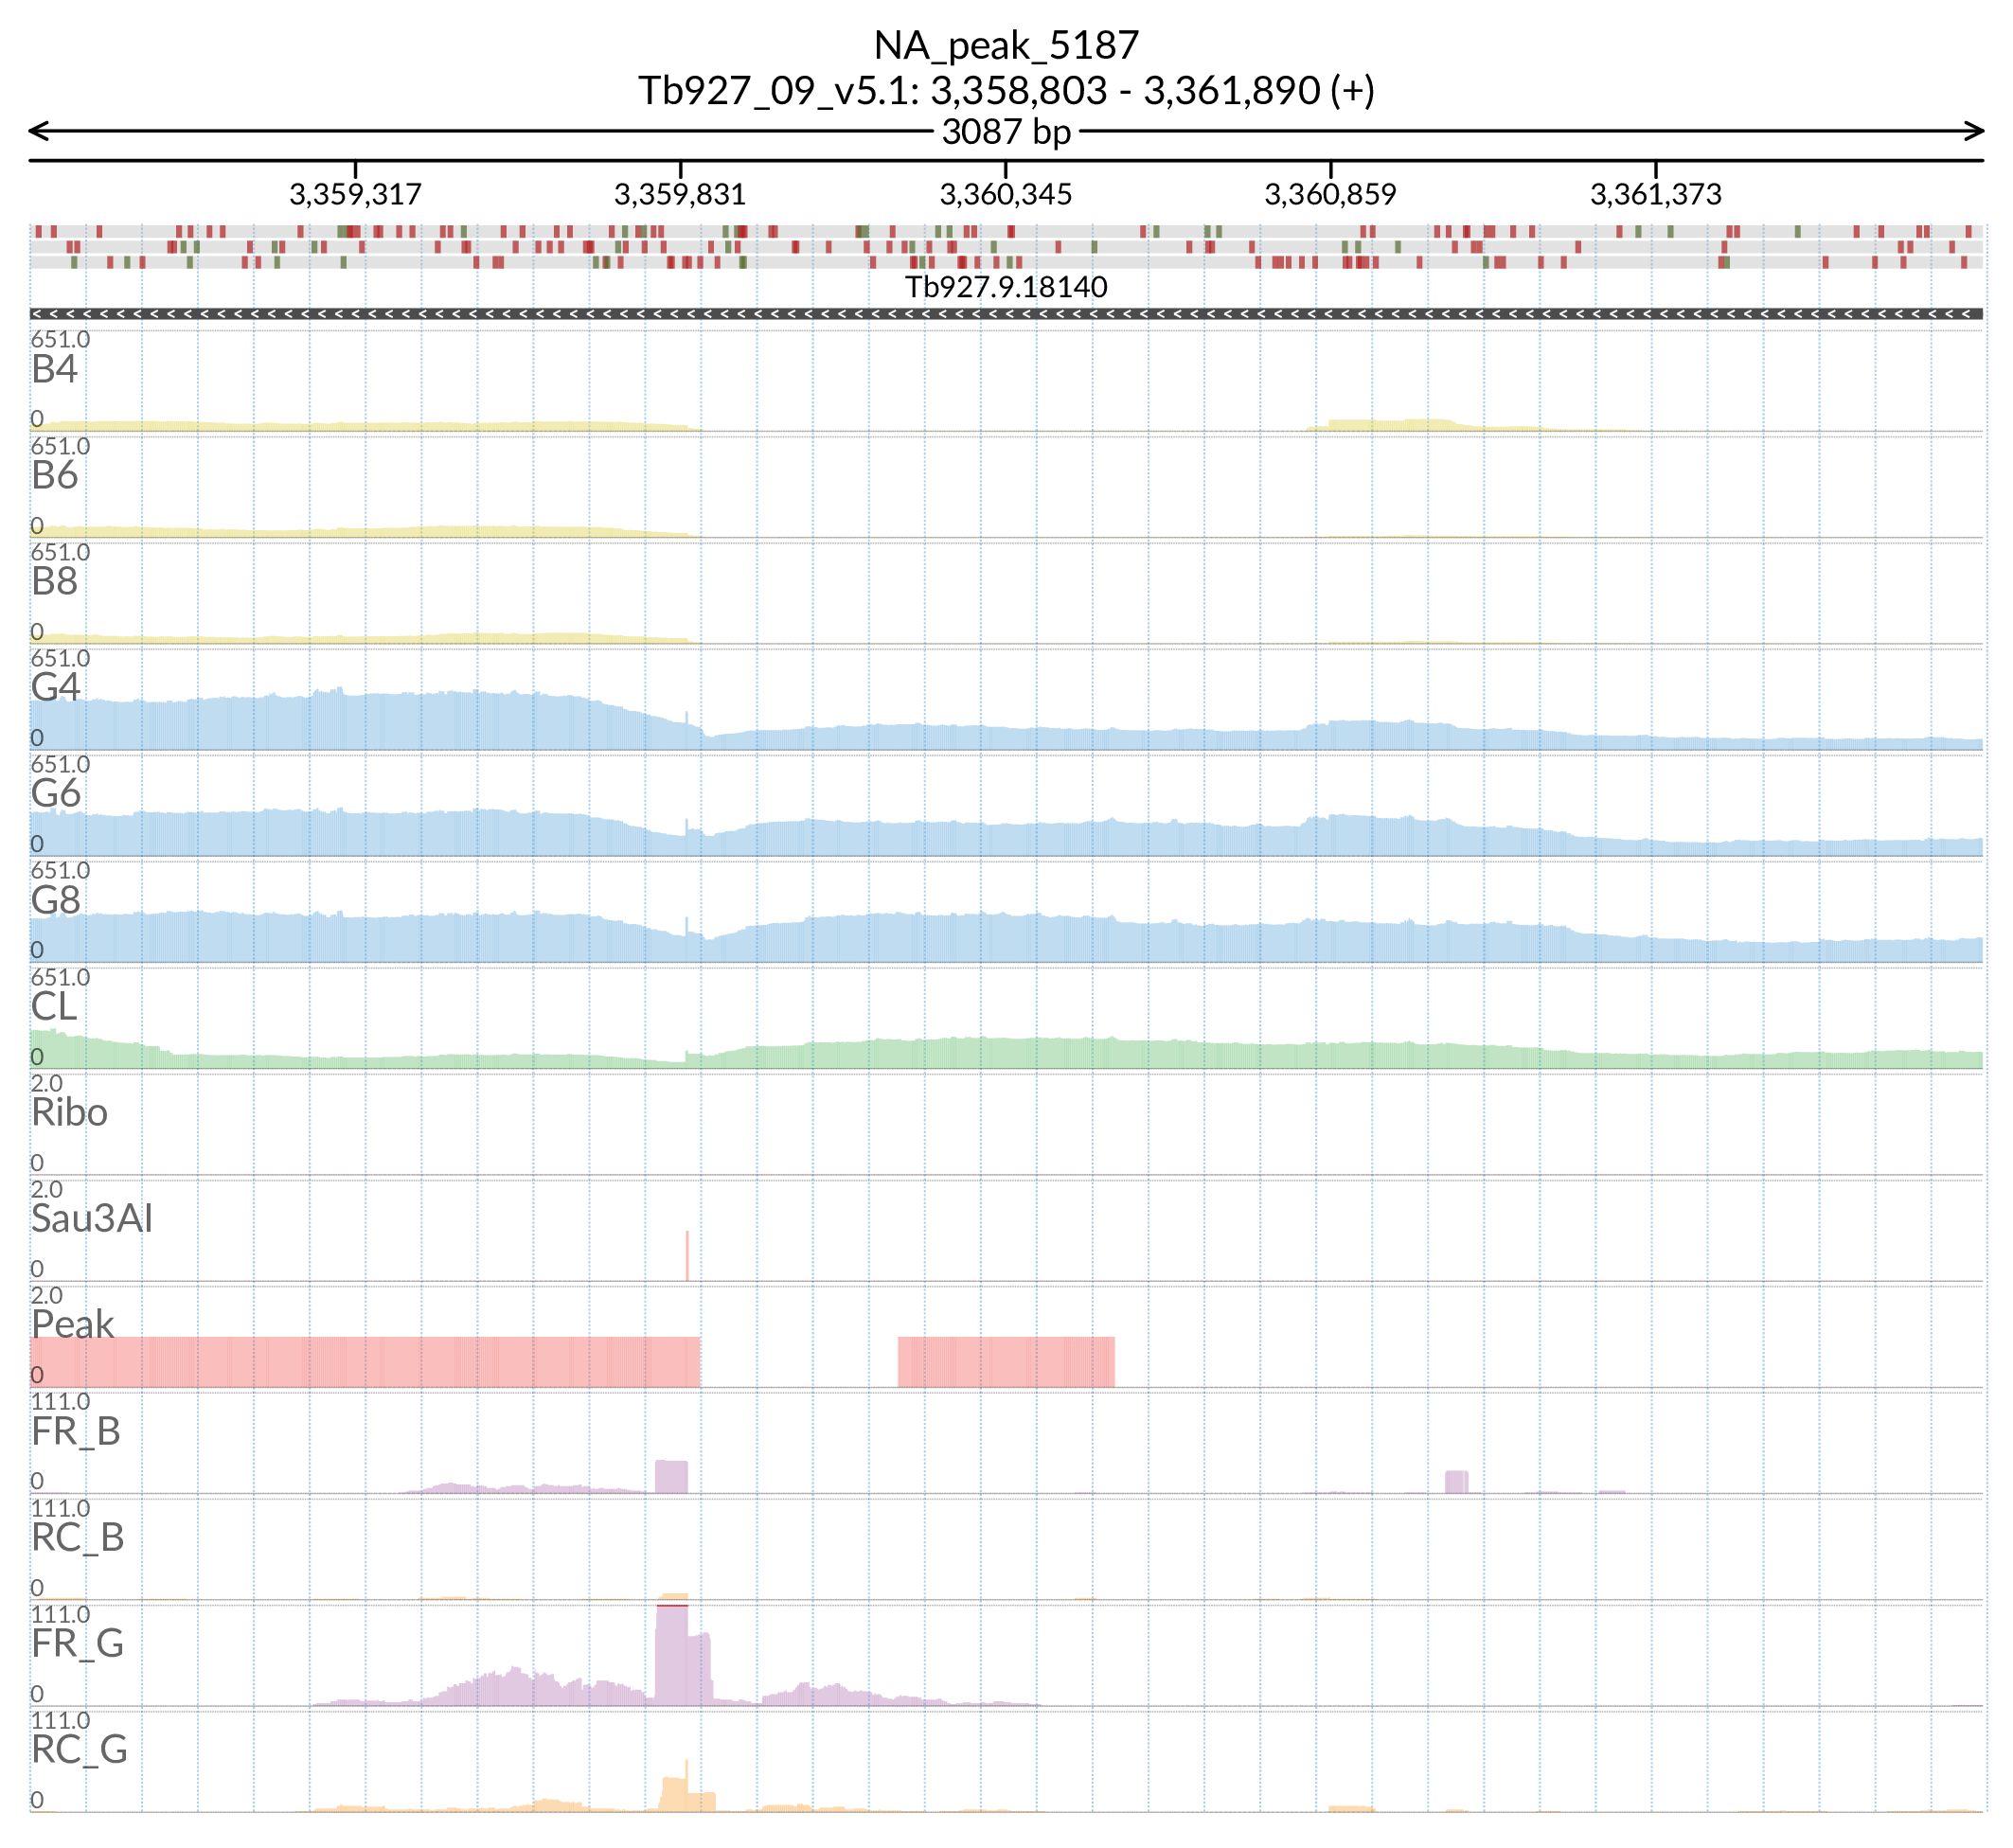 NA_peak_5187
Tb927_09_v5.1: 3,358,803 - 3,361,890 (+)
3087 bp
3,359,317 3,359,831 3,360,345 3,360,859 3,361,373
Tb927.9.18140
651.0
B4
0
651.0
B6
0
651.0
B8
0
651.0
G4
0
651.0
G6
0
651.0
G8
0
651.0
CL
0
2.0
Ribo
0
2.0
Sau3AI
0
2.0
Peak
0
111.0
FR_B
0
111.0
RC_B
0
111.0
FR_G
0
111.0
RC_G
0